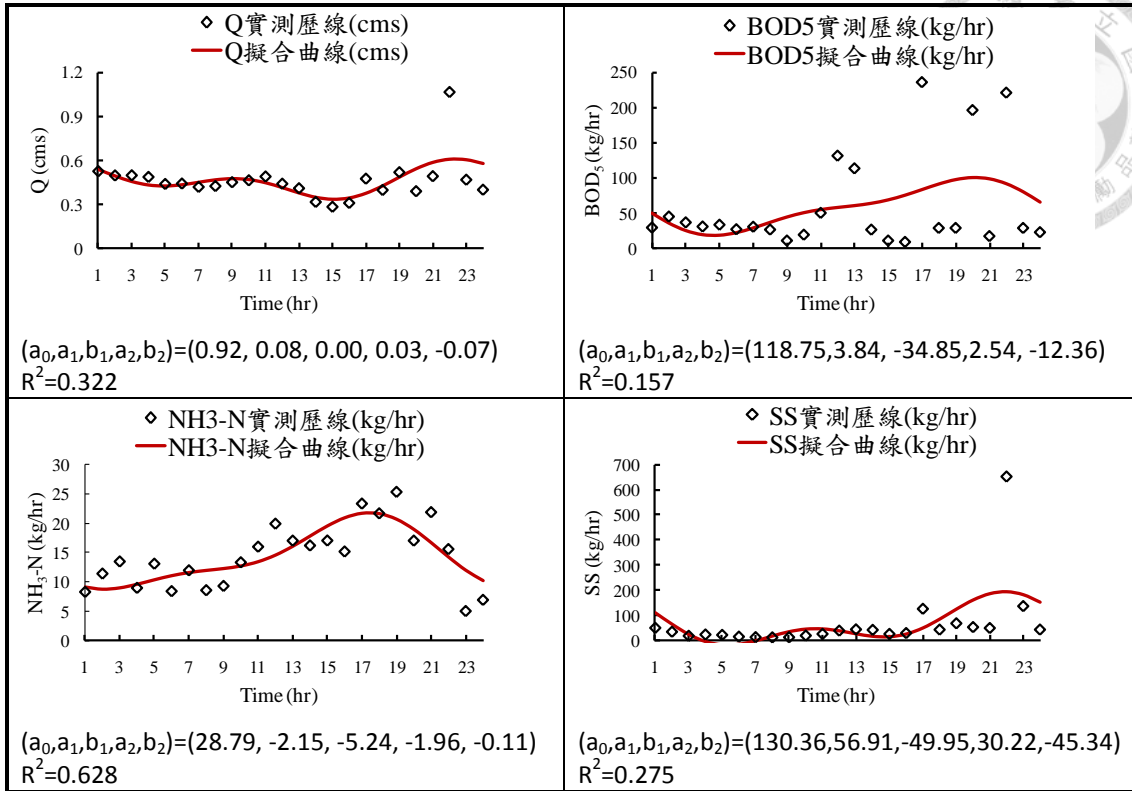 ◇ Q實測歷線(cms)
Q擬合曲線(cms)
1.2
0.9
0.6
0.3
0
Q (cms)
1 3 5 7 9 11 13 15 17 19 21 23
Time (hr)
(a₀,a₁,b₁,a₂,b₂)=(0.92, 0.08, 0.00, 0.03, -0.07)
R²=0.322
◇ BOD5實測歷線(kg/hr)
BOD5擬合曲線(kg/hr)
250
200
150
100
50
0
BOD₅ (kg/hr)
1 3 5 7 9 11 13 15 17 19 21 23
Time (hr)
(a₀,a₁,b₁,a₂,b₂)=(118.75,3.84, -34.85,2.54, -12.36)
R²=0.157
◇ NH3-N實測歷線(kg/hr)
NH3-N擬合曲線(kg/hr)
30
25
20
15
10
5
0
NH₃-N (kg/hr)
1 3 5 7 9 11 13 15 17 19 21 23
Time (hr)
(a₀,a₁,b₁,a₂,b₂)=(28.79, -2.15, -5.24, -1.96, -0.11)
R²=0.628
◇ SS實測歷線(kg/hr)
SS擬合曲線(kg/hr)
700
600
500
400
300
200
100
0
SS (kg/hr)
1 3 5 7 9 11 13 15 17 19 21 23
Time (hr)
(a₀,a₁,b₁,a₂,b₂)=(130.36,56.91,-49.95,30.22,-45.34)
R²=0.275